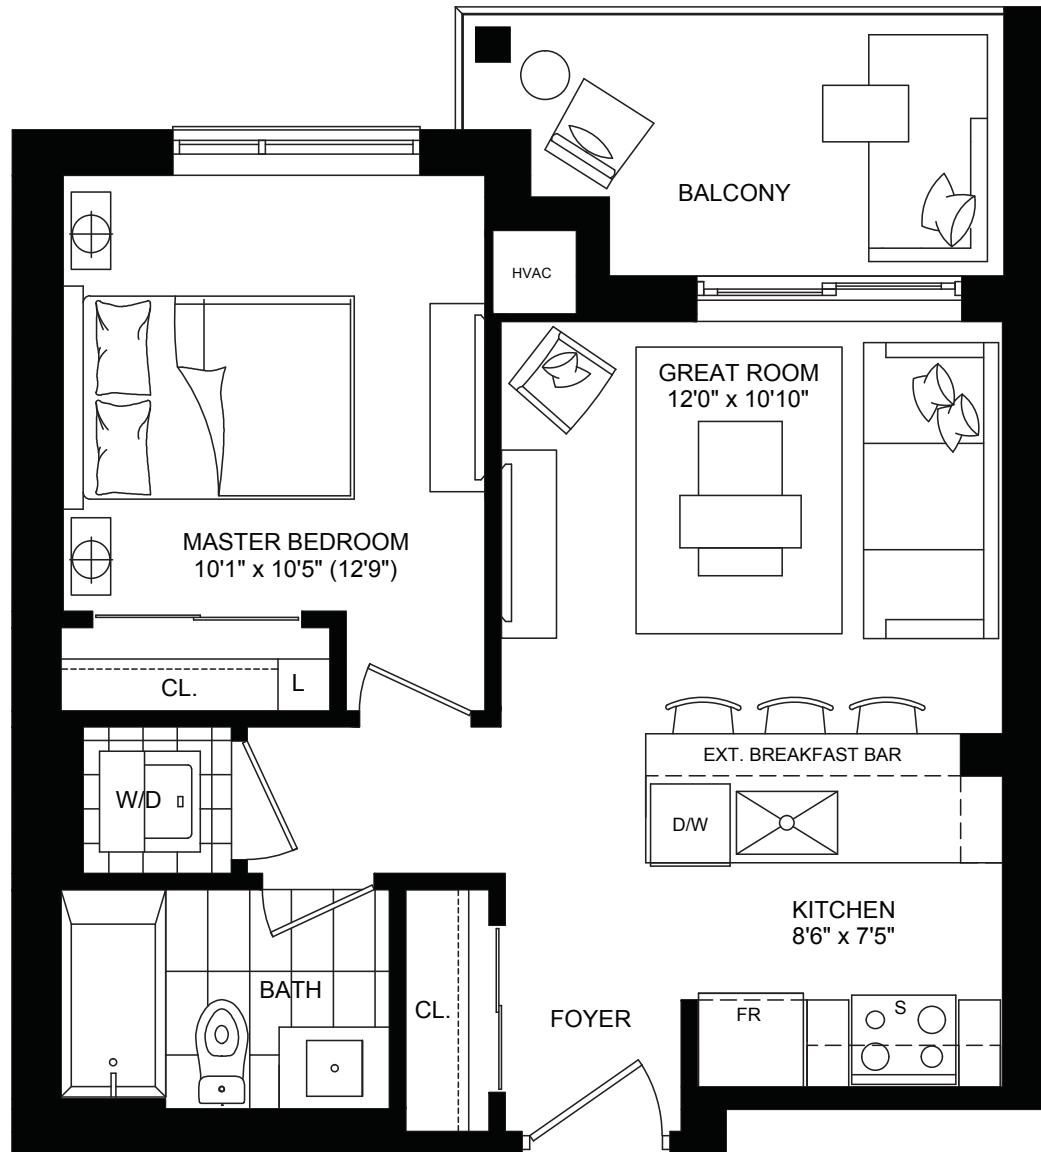 BALCONY
HVAC
GREAT ROOM
12'0" x 10'10"
MASTER BEDROOM
10'1" x 10'5" (12'9")
CL.
L
EXT. BREAKFAST BAR
W/D
D/W
KITCHEN
8'6" x 7'5"
BATH
CL.
FOYER
FR
S